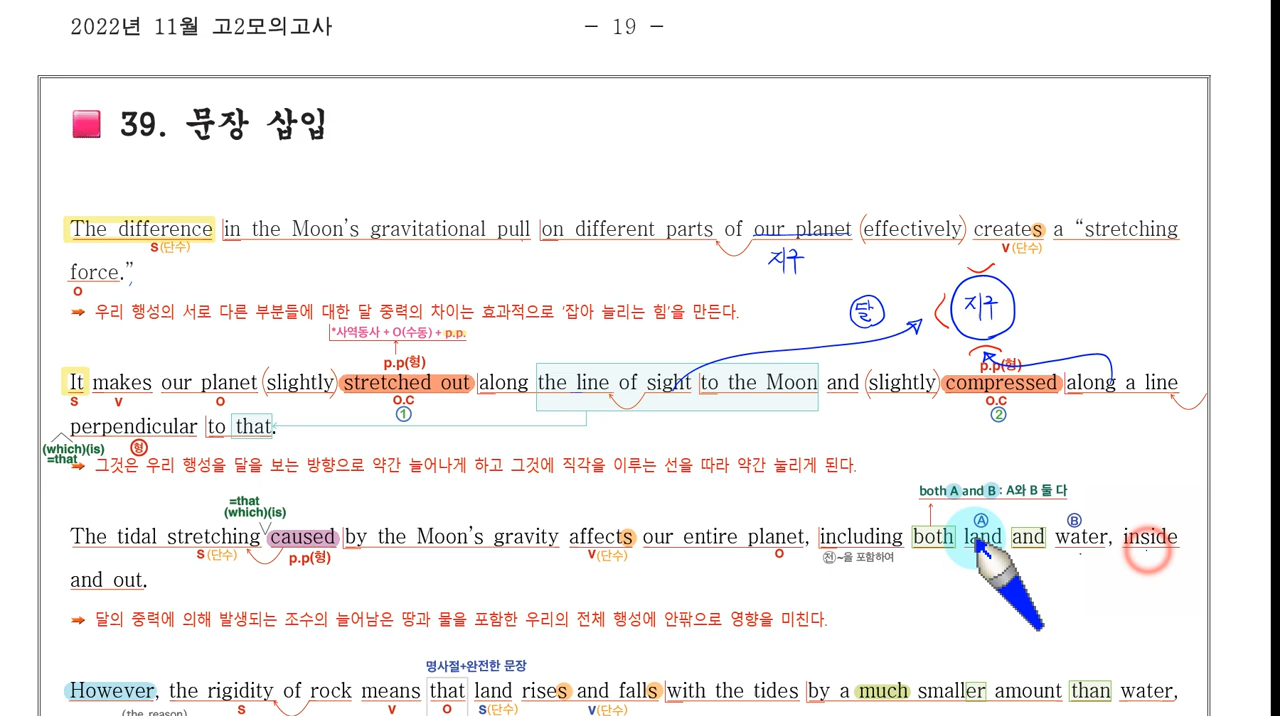 2022년 11월 고2모의고사 - 19 -
39. 문장 삽입
The difference in the Moon's gravitational pull on different parts of our planet (effectively) creates a "stretching
S(단수) V(단수)
지구
force."
O
➡ 우리 행성의 서로 다른 부분들에 대한 달 중력의 차이는 효과적으로 '잡아 늘리는 힘'을 만든다.
달 지구
*사역동사 + O(수동) + p.p.
p.p(형) p.p(형)
It makes our planet (slightly) stretched out along the line of sight to the Moon and (slightly) compressed along a line
S V O O.C O.C
① ②
perpendicular to that.
(which)(is) 형
=that
➡ 그것은 우리 행성을 달을 보는 방향으로 약간 늘어나게 하고 그것에 직각을 이루는 선을 따라 약간 눌리게 된다.
both A and B : A와 B 둘 다
=that
(which)(is) Ⓐ Ⓑ
The tidal stretching caused by the Moon's gravity affects our entire planet, including both land and water, inside
S(단수) p.p(형) V(단수) O 전 ~을 포함하여
and out.
➡ 달의 중력에 의해 발생되는 조수의 늘어남은 땅과 물을 포함한 우리의 전체 행성에 안팎으로 영향을 미친다.
명사절+완전한 문장
However, the rigidity of rock means that land rises and falls with the tides by a much smaller amount than water,
(the reason) S V O S(단수) V(단수)